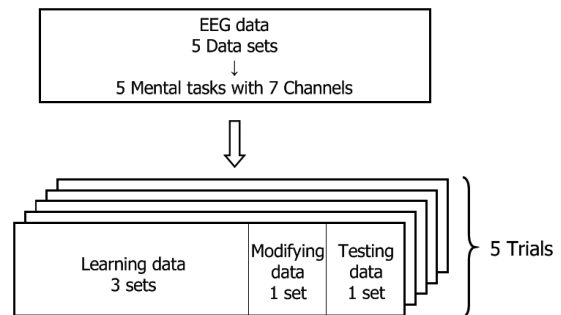 EEG data
5 Data sets
↓
5 Mental tasks with 7 Channels
Learning data
3 sets
Modifying
data
1 set
Testing
data
1 set
5 Trials